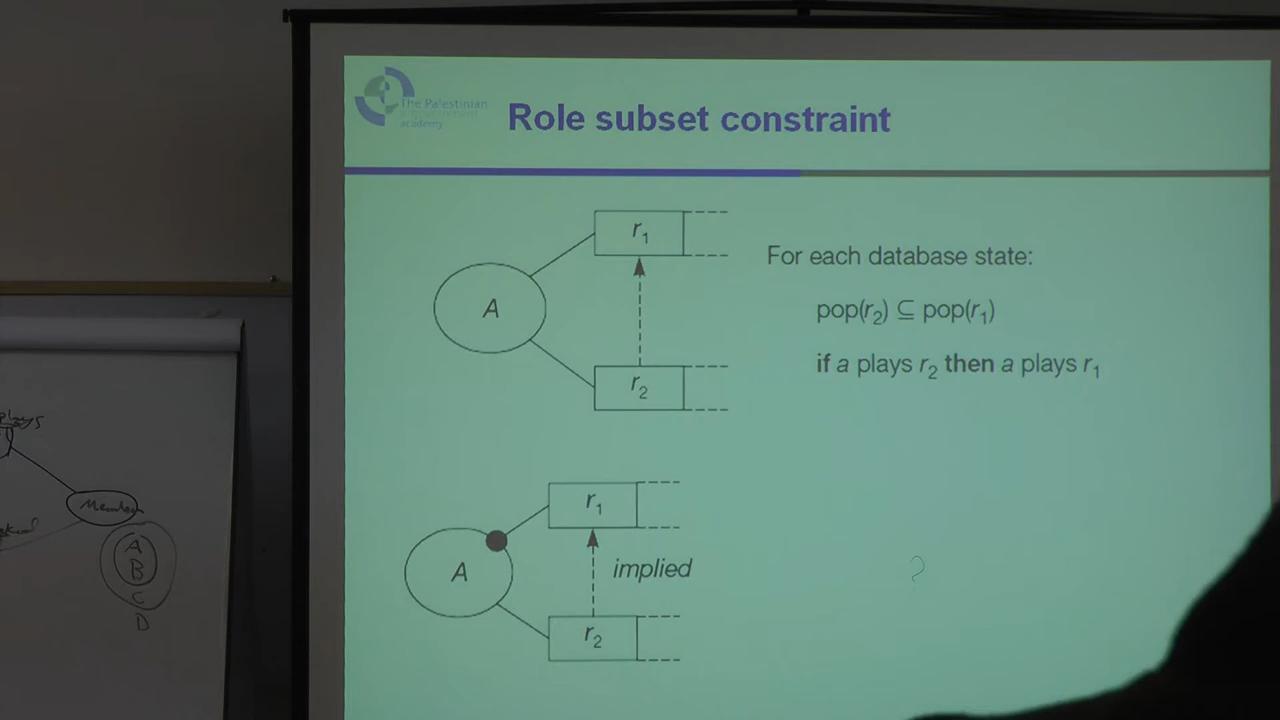 The Palestinian
academy
Role subset constraint
r₁
A
r₂
For each database state:
pop(r₂) ⊆ pop(r₁)
if a plays r₂ then a plays r₁
r₁
A
implied
r₂
?
plays
A
B
C
D